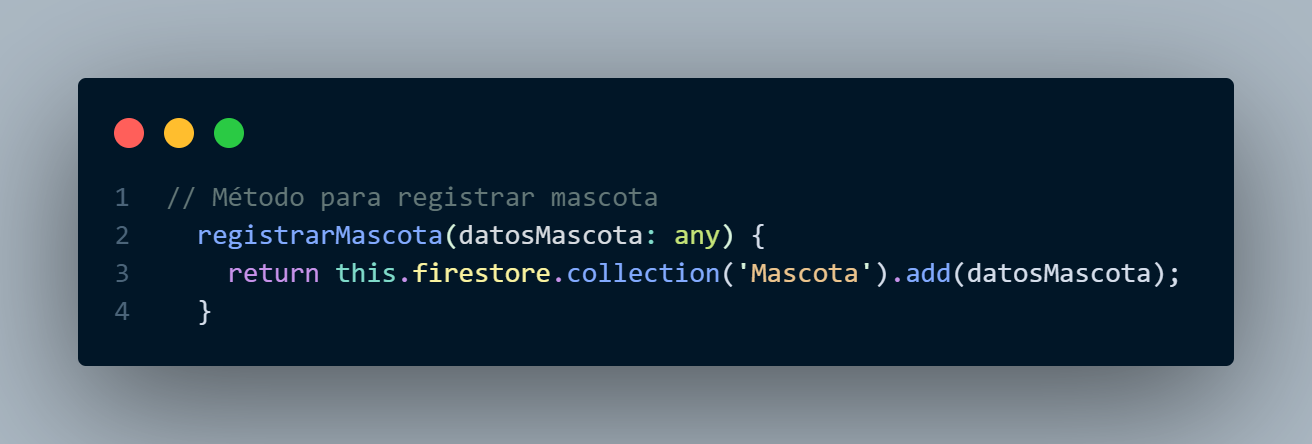 1 // Método para registrar mascota
2 registrarMascota(datosMascota: any) {
3 return this.firestore.collection('Mascota').add(datosMascota);
4 }